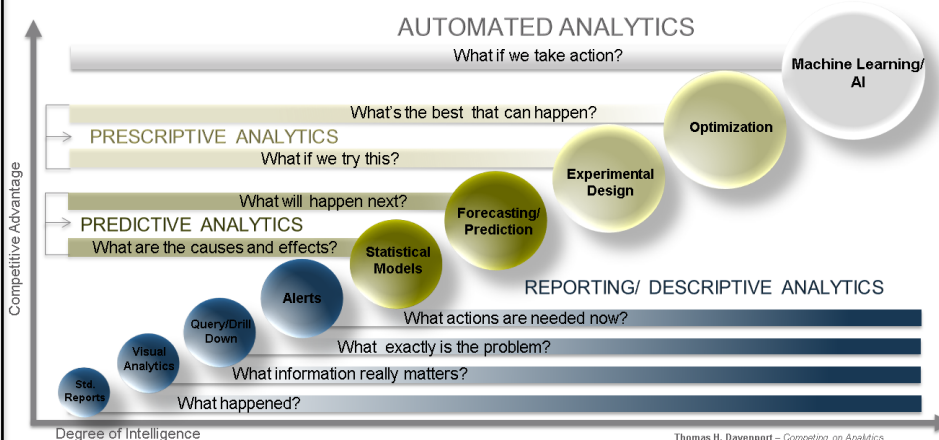 AUTOMATED ANALYTICS
What if we take action?
Machine Learning/
AI
What's the best that can happen?
PRESCRIPTIVE ANALYTICS
Optimization
What if we try this?
Experimental
Design
What will happen next?
PREDICTIVE ANALYTICS
Forecasting/
Prediction
What are the causes and effects?
Statistical
Models
REPORTING/ DESCRIPTIVE ANALYTICS
Alerts
What actions are needed now?
Query/Drill
Down
What exactly is the problem?
Visual
Analytics
What information really matters?
Std.
Reports
What happened?
Competitive Advantage
Degree of Intelligence
Thomas H. Davenport – Competing on Analytics